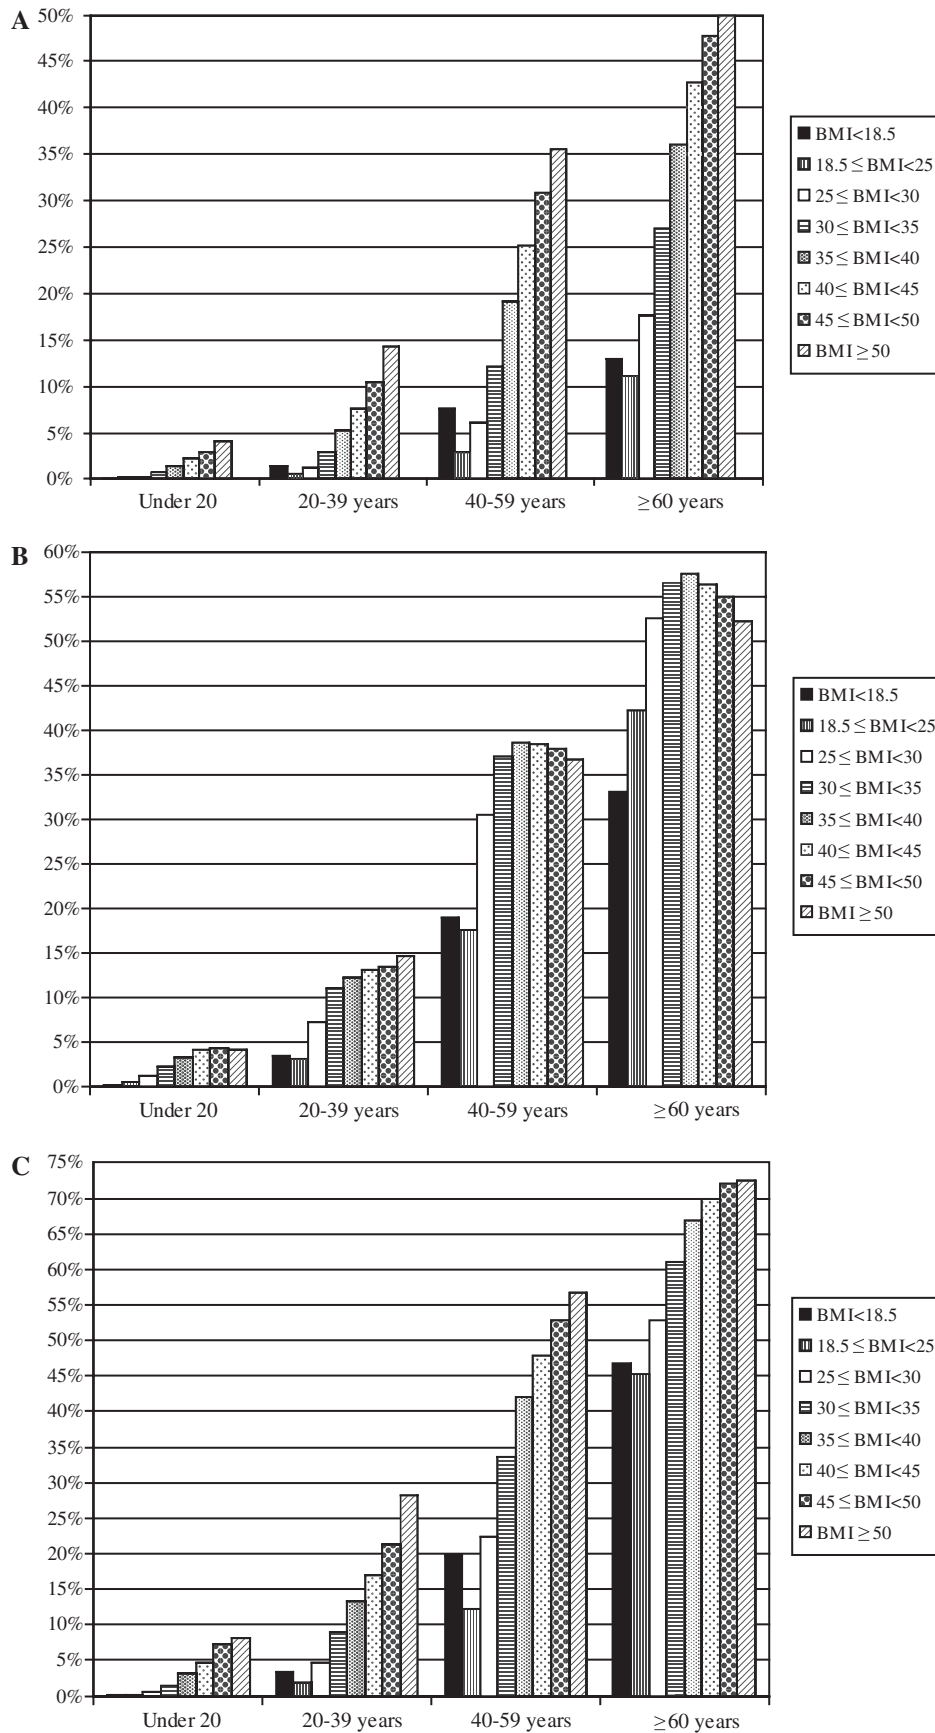 A
50%
45%
40%
35%
30%
25%
20%
15%
10%
5%
0%
Under 20
20-39 years
40-59 years
≥60 years
BMI<18.5
18.5≤BMI<25
25≤BMI<30
30≤BMI<35
35≤BMI<40
40≤BMI<45
45≤BMI<50
BMI≥50
B
60%
55%
50%
45%
40%
35%
30%
25%
20%
15%
10%
5%
0%
Under 20
20-39 years
40-59 years
≥60 years
BMI<18.5
18.5≤BMI<25
25≤BMI<30
30≤BMI<35
35≤BMI<40
40≤BMI<45
45≤BMI<50
BMI≥50
C
75%
70%
65%
60%
55%
50%
45%
40%
35%
30%
25%
20%
15%
10%
5%
0%
Under 20
20-39 years
40-59 years
≥60 years
BMI<18.5
18.5≤BMI<25
25≤BMI<30
30≤BMI<35
35≤BMI<40
40≤BMI<45
45≤BMI<50
BMI≥50